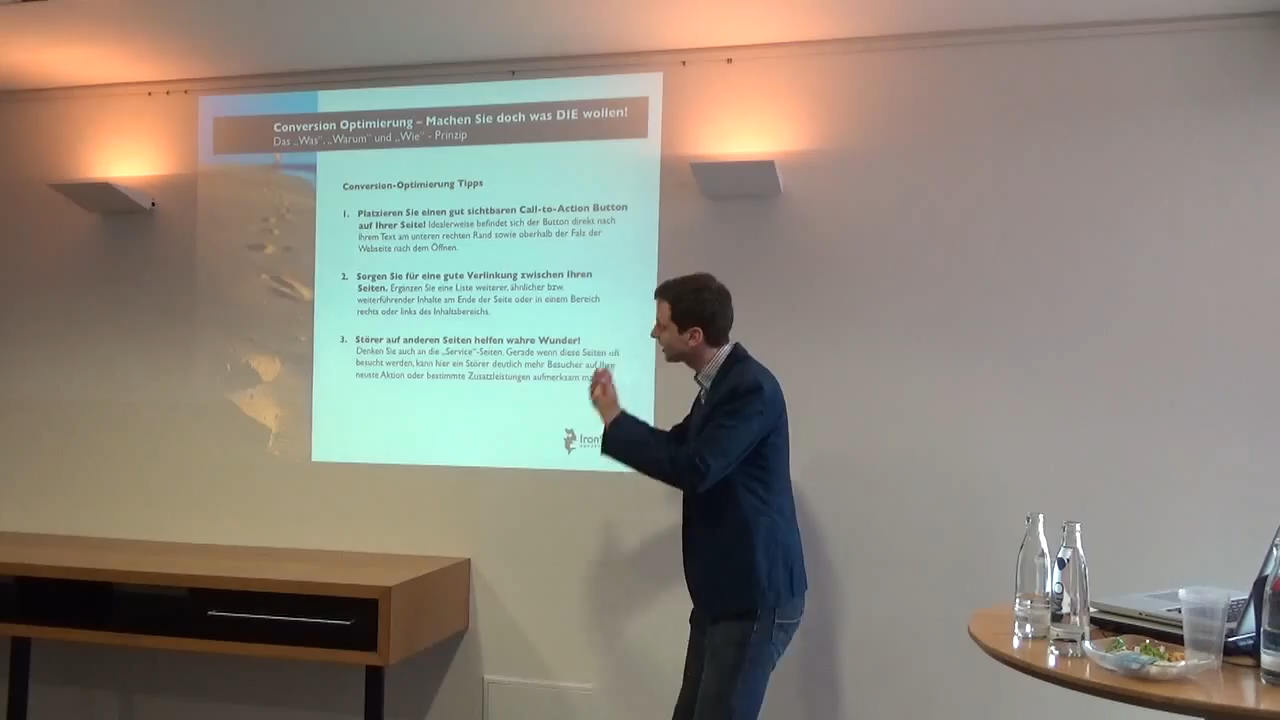 Conversion Optimierung – Machen Sie doch was DIE wollen!
Das „Was“, „Warum“ und „Wie“ - Prinzip
Conversion-Optimierung Tipps
1. Platzieren Sie einen gut sichtbaren Call-to-Action Button
auf Ihrer Seite! Idealerweise befindet sich der Button direkt nach
Ihrem Text am unteren rechten Rand sowie oberhalb der Falz der
Webseite nach dem Öffnen.
2. Sorgen Sie für eine gute Verlinkung zwischen Ihren
Seiten. Ergänzen Sie eine Liste weiterer, ähnlicher bzw.
weiterführender Inhalte am Ende der Seite oder in einem Bereich
rechts oder links des Inhaltsbereichs.
3. Störer auf anderen Seiten helfen wahre Wunder!
Denken Sie auch an die „Service“-Seiten. Gerade wenn diese Seiten oft
besucht werden, kann hier ein Störer deutlich mehr Besucher auf Ihre
neuste Aktion oder bestimmte Zusatzleistungen aufmerksam